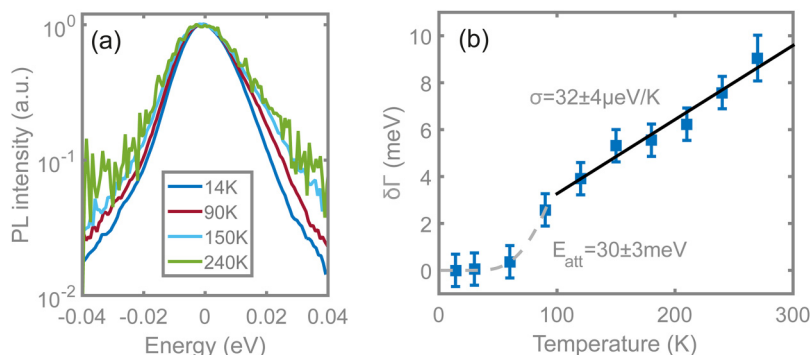 (a)
PL intensity (a.u.)
10⁰
10⁻¹
10⁻²
14K
90K
150K
240K
-0.04 -0.02 0 0.02 0.04
Energy (eV)
(b)
δΓ (meV)
10
8
6
4
2
0
σ=32±4μeV/K
E_att=30±3meV
0 100 200 300
Temperature (K)